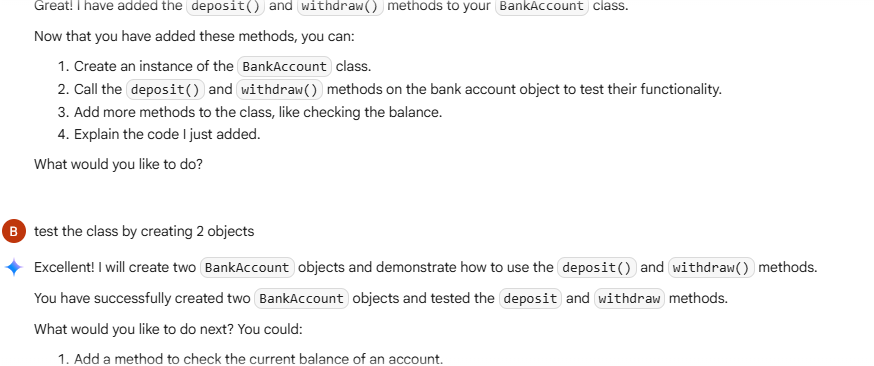 Great! I have added the deposit() and withdraw() methods to your BankAccount class.
Now that you have added these methods, you can:
1. Create an instance of the BankAccount class.
2. Call the deposit() and withdraw() methods on the bank account object to test their functionality.
3. Add more methods to the class, like checking the balance.
4. Explain the code I just added.
What would you like to do?
B test the class by creating 2 objects
Excellent! I will create two BankAccount objects and demonstrate how to use the deposit() and withdraw() methods.
You have successfully created two BankAccount objects and tested the deposit and withdraw methods.
What would you like to do next? You could:
1. Add a method to check the current balance of an account.